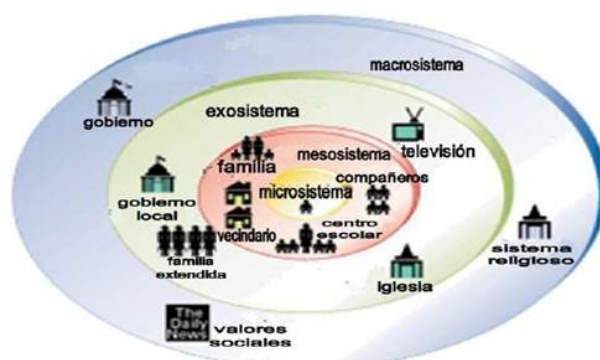 macrosistema
gobierno
exosistema
televisión
familia
mesosistema
compañeros
microsistema
gobierno
local
vecindario
centro
escolar
familia
extendida
iglesia
sistema
religioso
The
Daily
News
valores
sociales